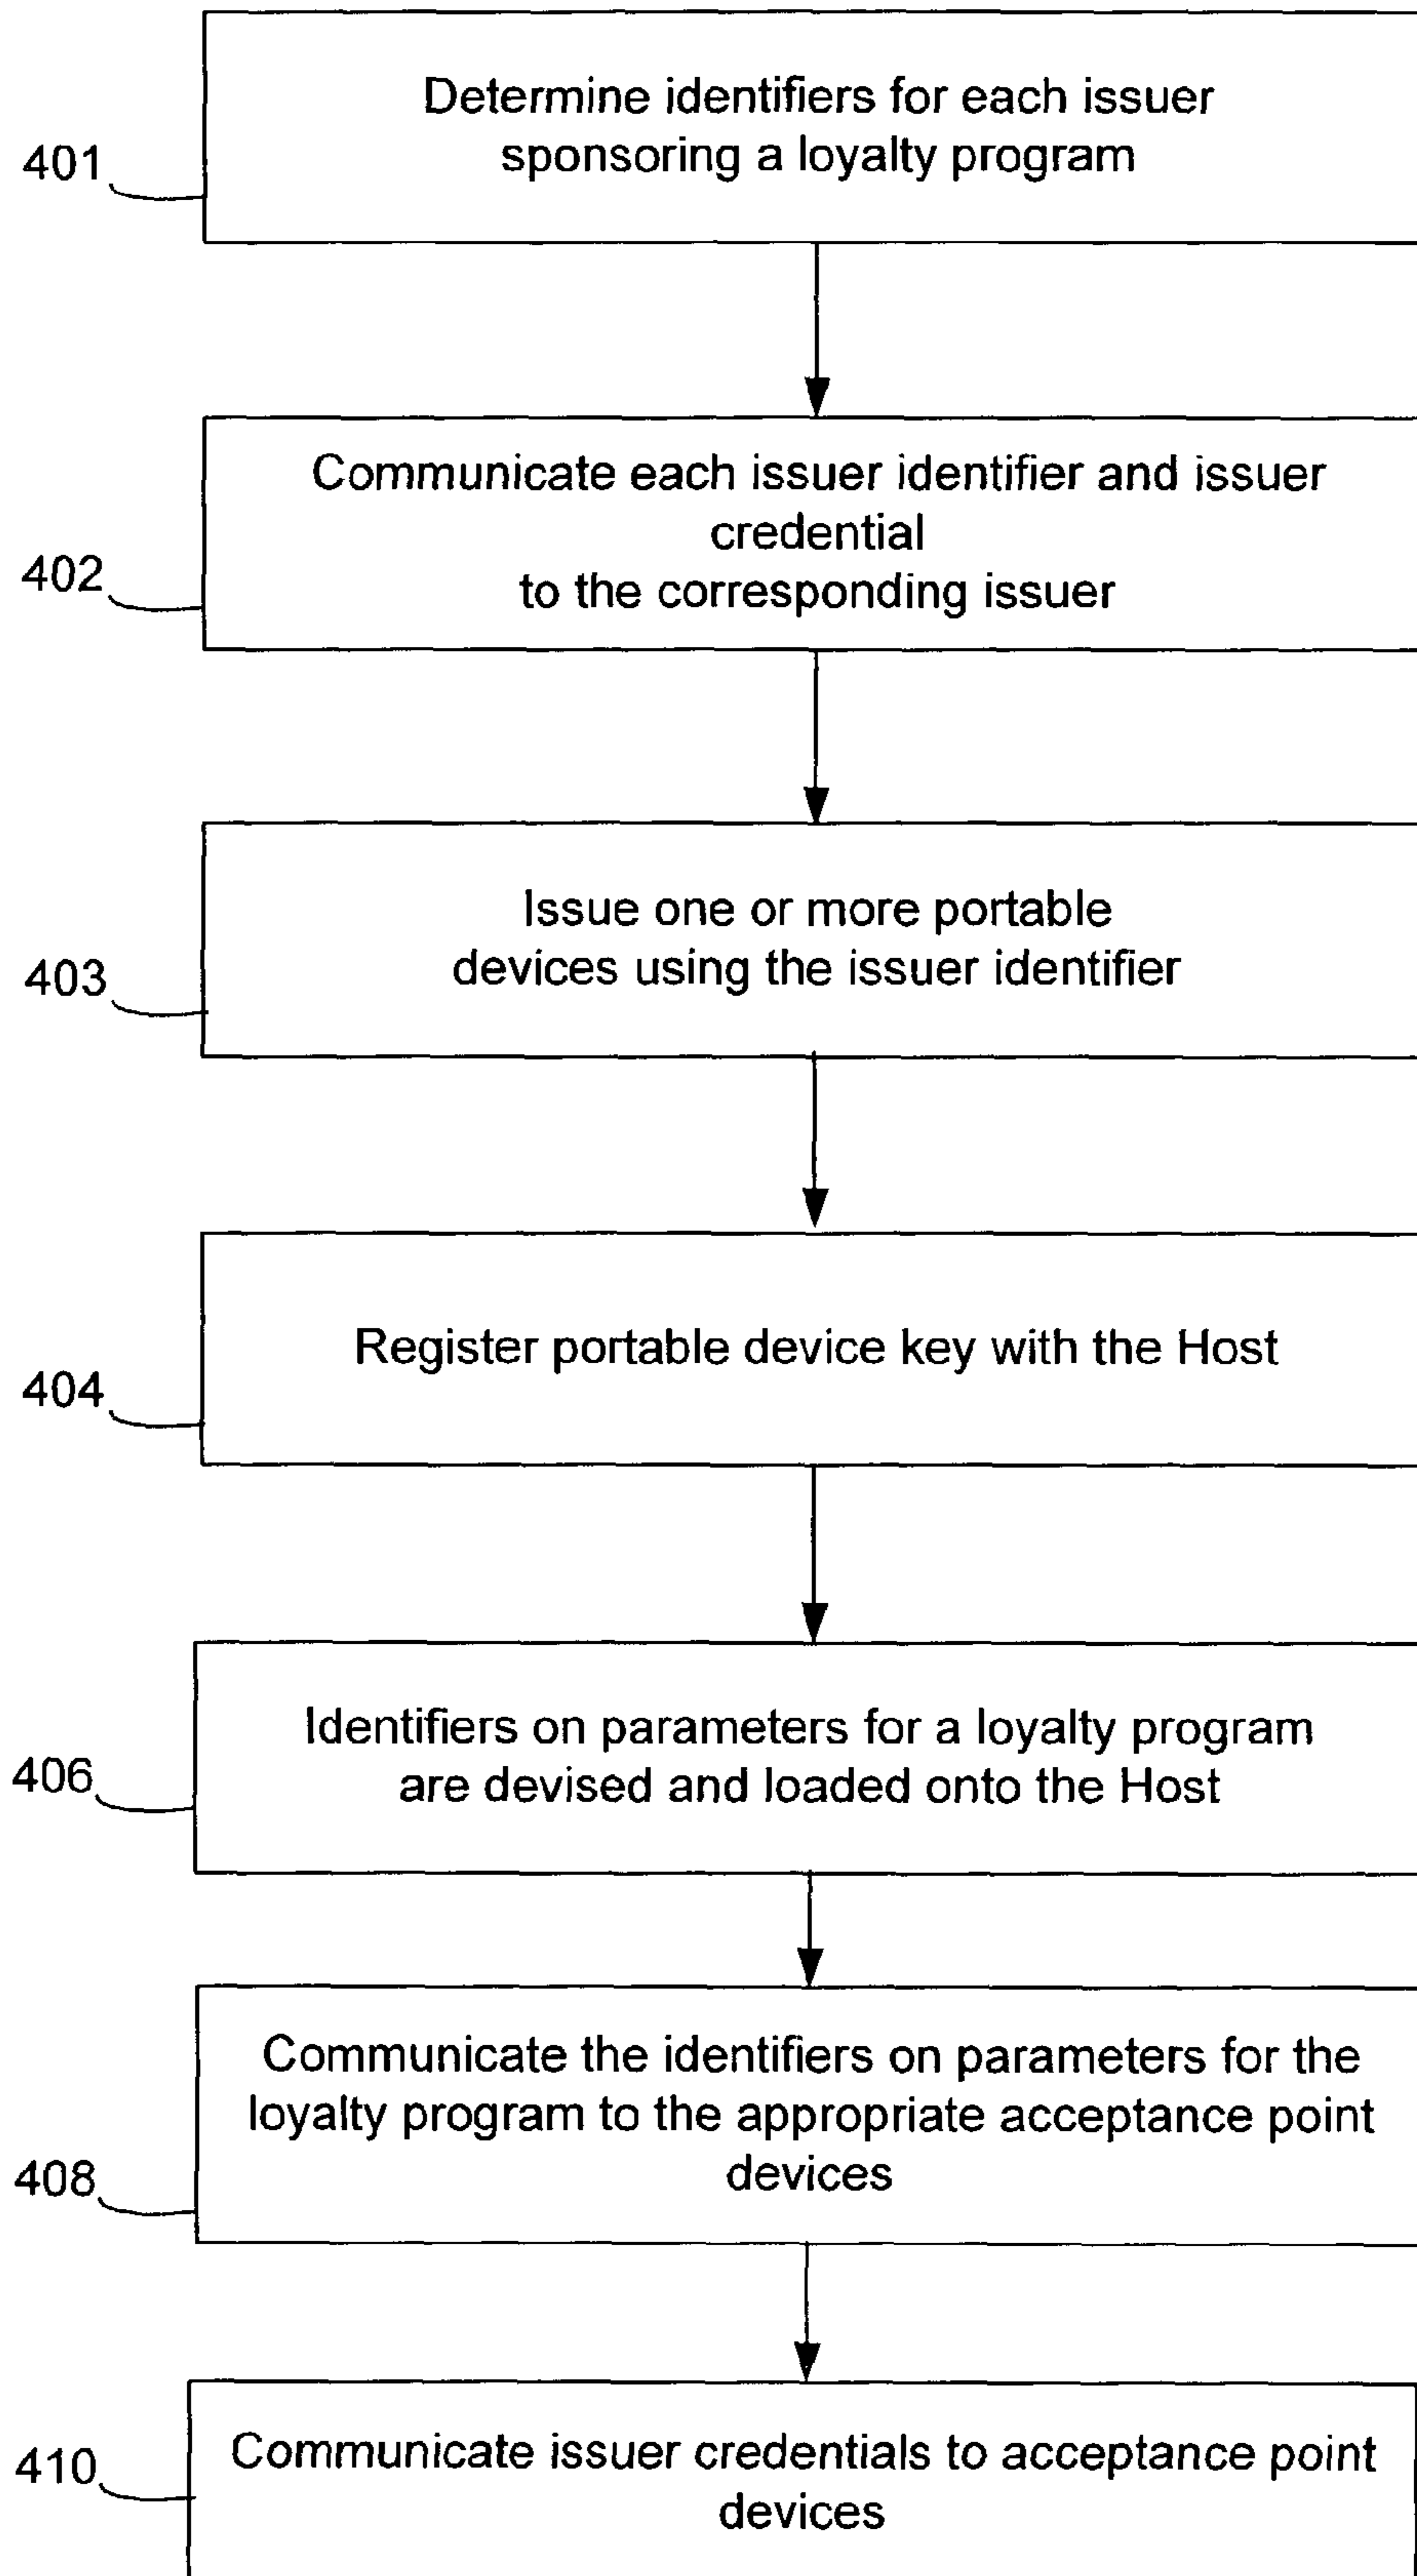 Determine identifiers for each issuer
sponsoring a loyalty program
401
Communicate each issuer identifier and issuer
credential
to the corresponding issuer
402
Issue one or more portable
devices using the issuer identifier
403
Register portable device key with the Host
404
Identifiers on parameters for a loyalty program
are devised and loaded onto the Host
406
Communicate the identifiers on parameters for the
loyalty program to the appropriate acceptance point
devices
408
Communicate issuer credentials to acceptance point
devices
410